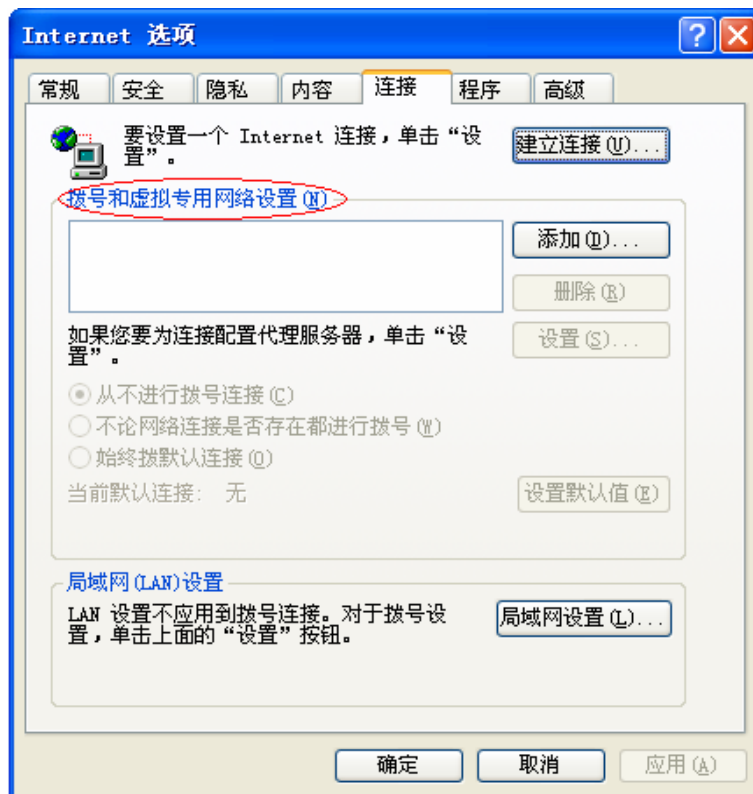 Internet 选项
常规 安全 隐私 内容 连接 程序 高级
要设置一个 Internet 连接，单击“设
置”。
建立连接(U)...
拨号和虚拟专用网络设置(N)
添加(D)...
删除(R)
如果您要为连接配置代理服务器，单击“设
置”。
设置(S)...
从不进行拨号连接(C)
不论网络连接是否存在都进行拨号(W)
始终拨默认连接(O)
当前默认连接: 无
设置默认值(E)
局域网(LAN)设置
LAN 设置不应用到拨号连接。对于拨号设
置，单击上面的“设置”按钮。
局域网设置(L)...
确定 取消 应用(A)